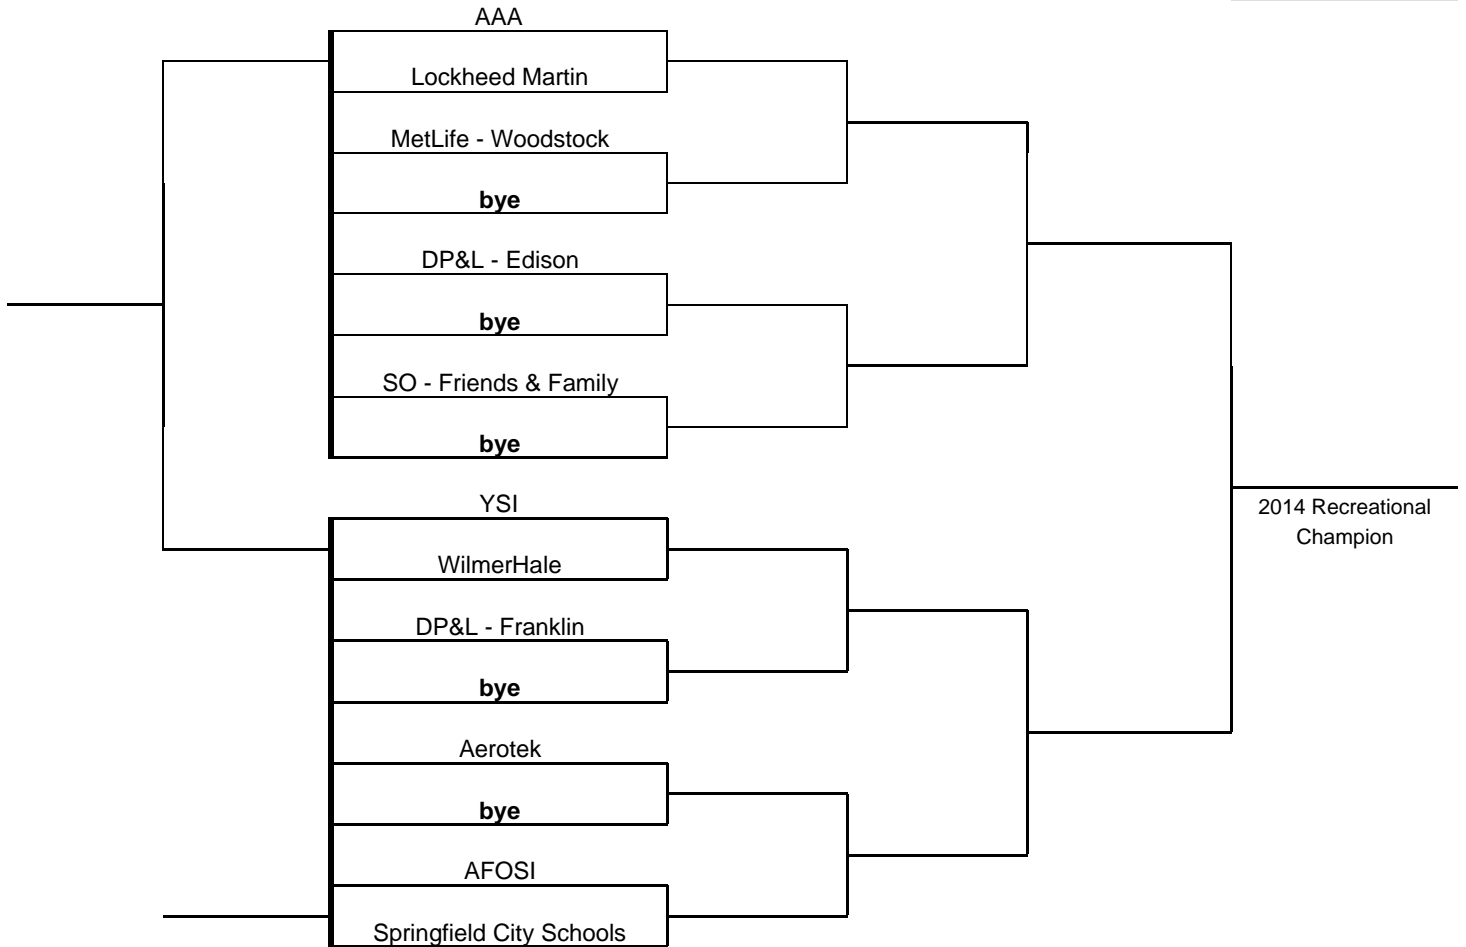 AAA
Lockheed Martin
MetLife - Woodstock
bye
DP&L - Edison
bye
SO - Friends & Family
bye
YSI
WilmerHale
DP&L - Franklin
bye
Aerotek
bye
AFOSI
Springfield City Schools
2014 Recreational
Champion